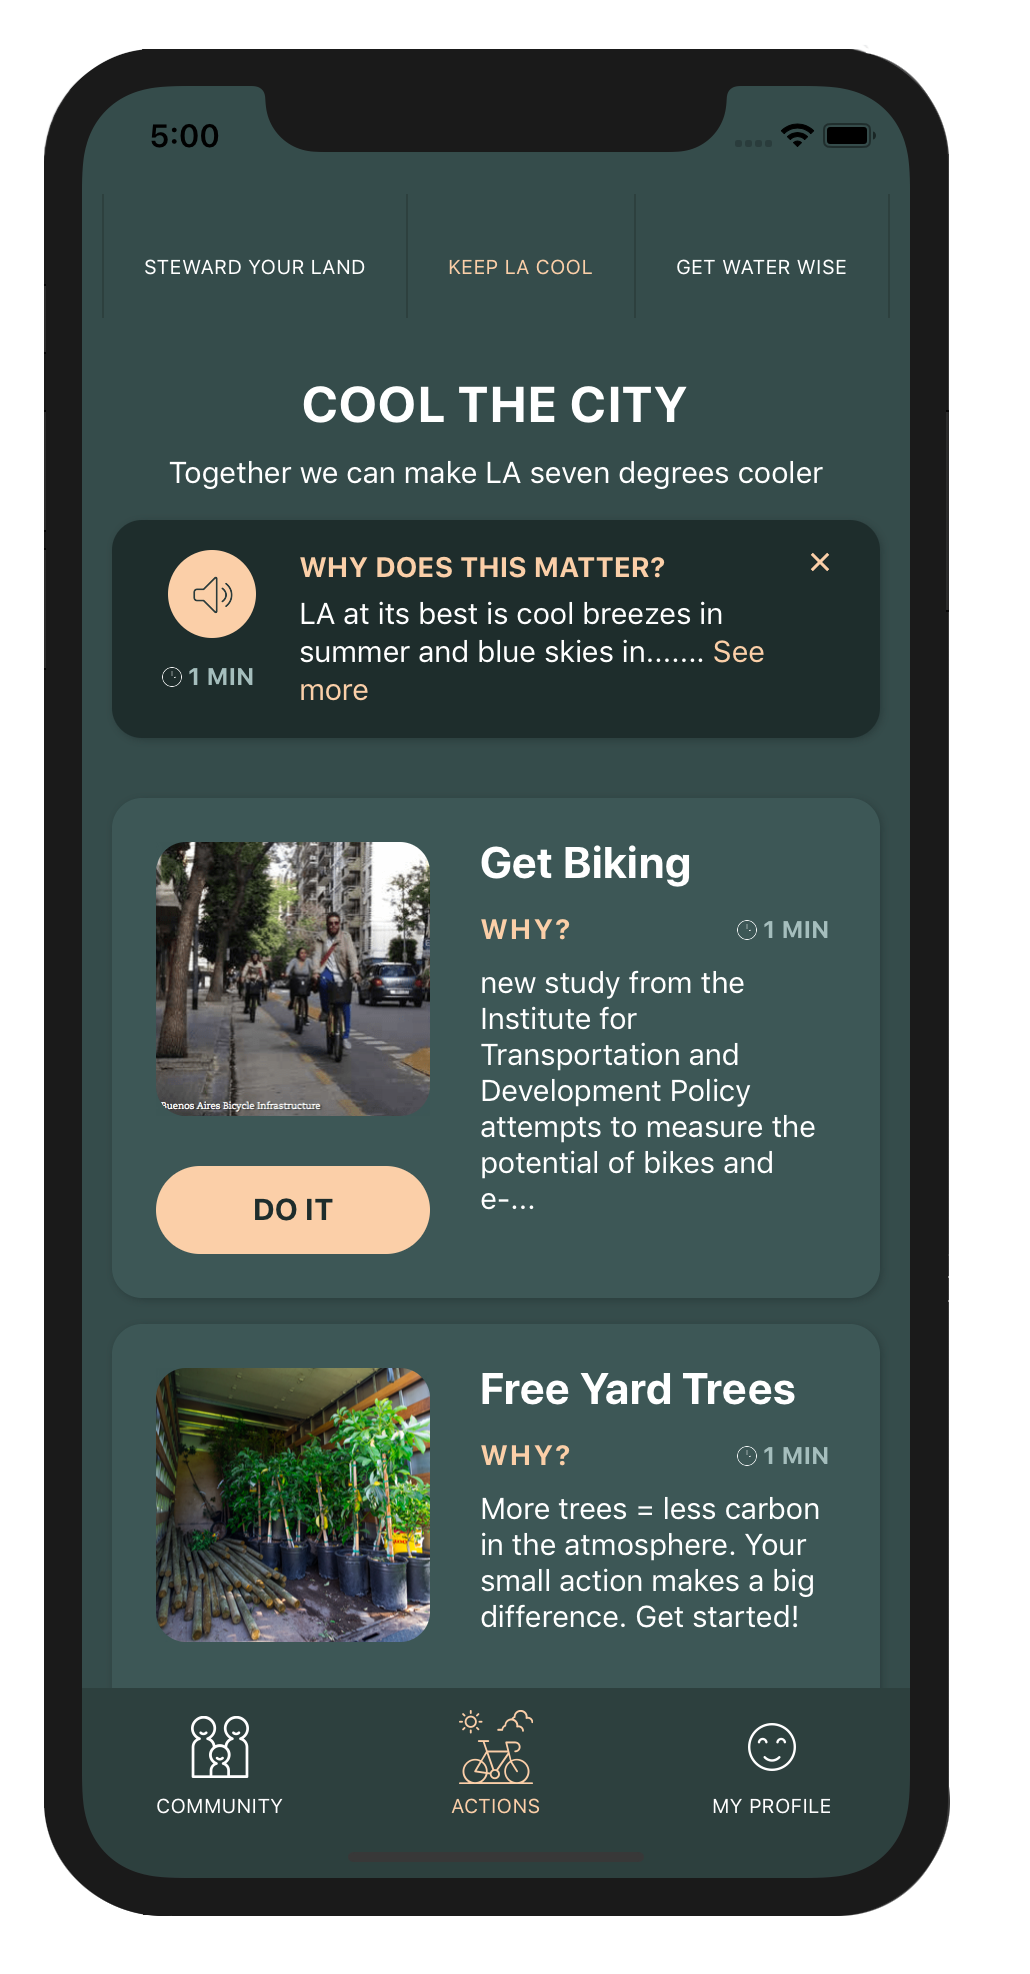 5:00
STEWARD YOUR LAND
KEEP LA COOL
GET WATER WISE
COOL THE CITY
Together we can make LA seven degrees cooler
WHY DOES THIS MATTER?
LA at its best is cool breezes in
summer and blue skies in....... See
more
1 MIN
Get Biking
WHY?
1 MIN
new study from the
Institute for
Transportation and
Development Policy
attempts to measure the
potential of bikes and
e-...
Buenos Aires Bicycle Infrastructure
DO IT
Free Yard Trees
WHY?
1 MIN
More trees = less carbon
in the atmosphere. Your
small action makes a big
difference. Get started!
COMMUNITY
ACTIONS
MY PROFILE